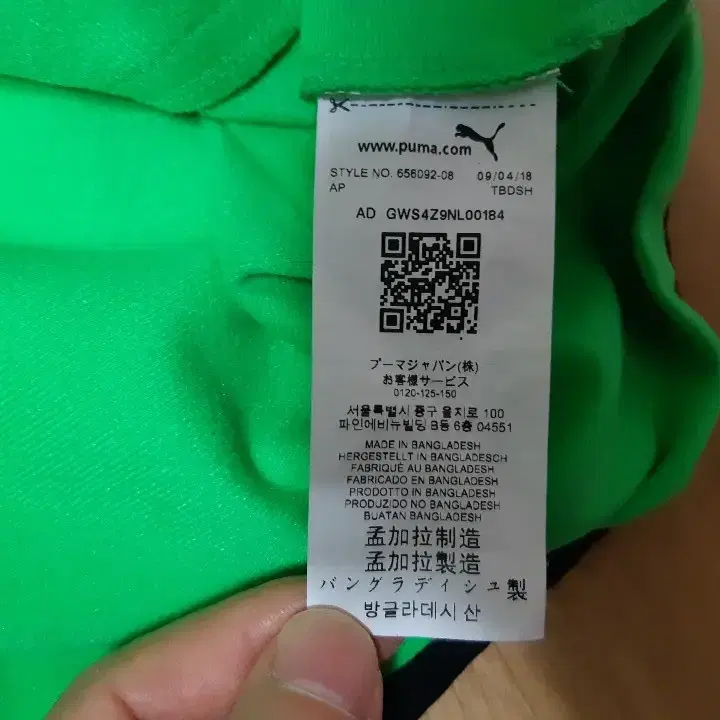 www.puma.com
STYLE NO. 656092-08 09/04/18
AP TBDSH
AD GWS4Z9NL00184
プーマジャパン(株)
お客様サービス
0120-125-150
서울특별시 중구 을지로 100
파인에비뉴빌딩 B동 6층 04551
MADE IN BANGLADESH
HERGESTELLT IN BANGLADESCH
FABRIQUÉ AU BANGLADESH
FABRICADO EN BANGLADESH
PRODOTTO IN BANGLADESH
PRODUZIDO NO BANGLADESH
BUATAN BANGLADESH
孟加拉制造
孟加拉製造
バングラディシュ製
방글라데시 산